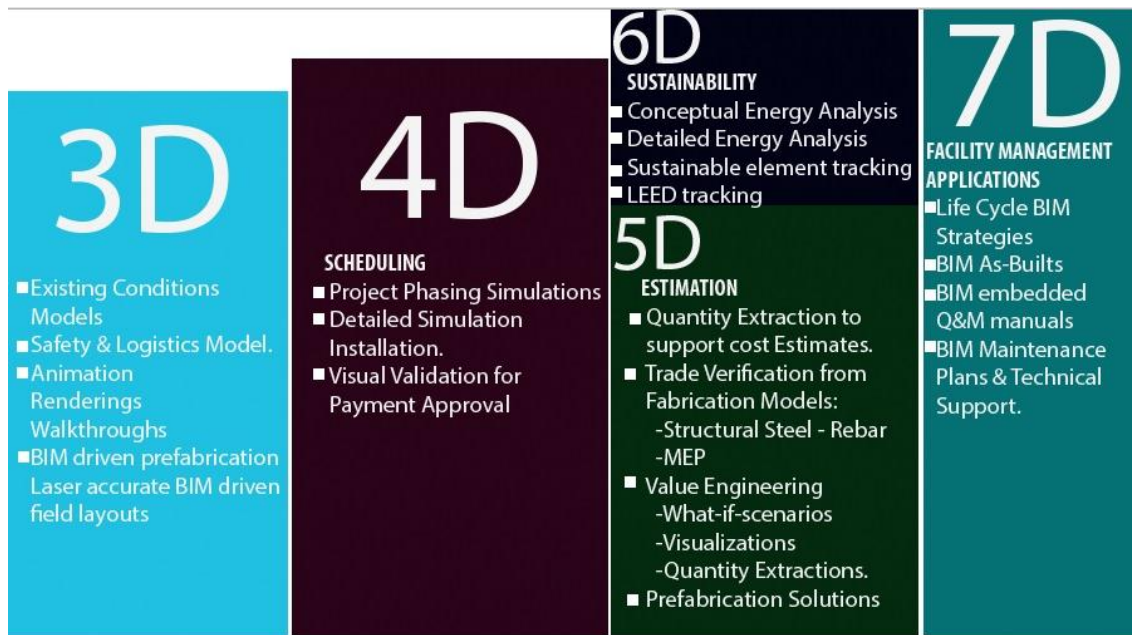 3D
■Existing Conditions
Models
■Safety & Logistics Model.
■Animation
Renderings
Walkthroughs
■BIM driven prefabrication
Laser accurate BIM driven
field layouts
4D
SCHEDULING
■Project Phasing Simulations
■Detailed Simulation
Installation.
■Visual Validation for
Payment Approval
6D
SUSTAINABILITY
■Conceptual Energy Analysis
■Detailed Energy Analysis
■Sustainable element tracking
■LEED tracking
5D
ESTIMATION
■Quantity Extraction to
support cost Estimates.
■Trade Verification from
Fabrication Models:
-Structural Steel - Rebar
-MEP
■Value Engineering
-What-if-scenarios
-Visualizations
-Quantity Extractions.
■Prefabrication Solutions
7D
FACILITY MANAGEMENT
APPLICATIONS
■Life Cycle BIM
Strategies
■BIM As-Builts
■BIM embedded
Q&M manuals
■BIM Maintenance
Plans & Technical
Support.